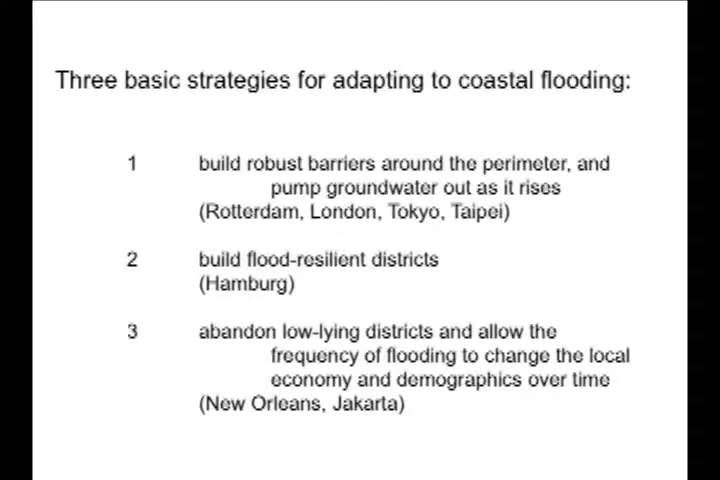 Three basic strategies for adapting to coastal flooding:
1 build robust barriers around the perimeter, and
pump groundwater out as it rises
(Rotterdam, London, Tokyo, Taipei)
2 build flood-resilient districts
(Hamburg)
3 abandon low-lying districts and allow the
frequency of flooding to change the local
economy and demographics over time
(New Orleans, Jakarta)